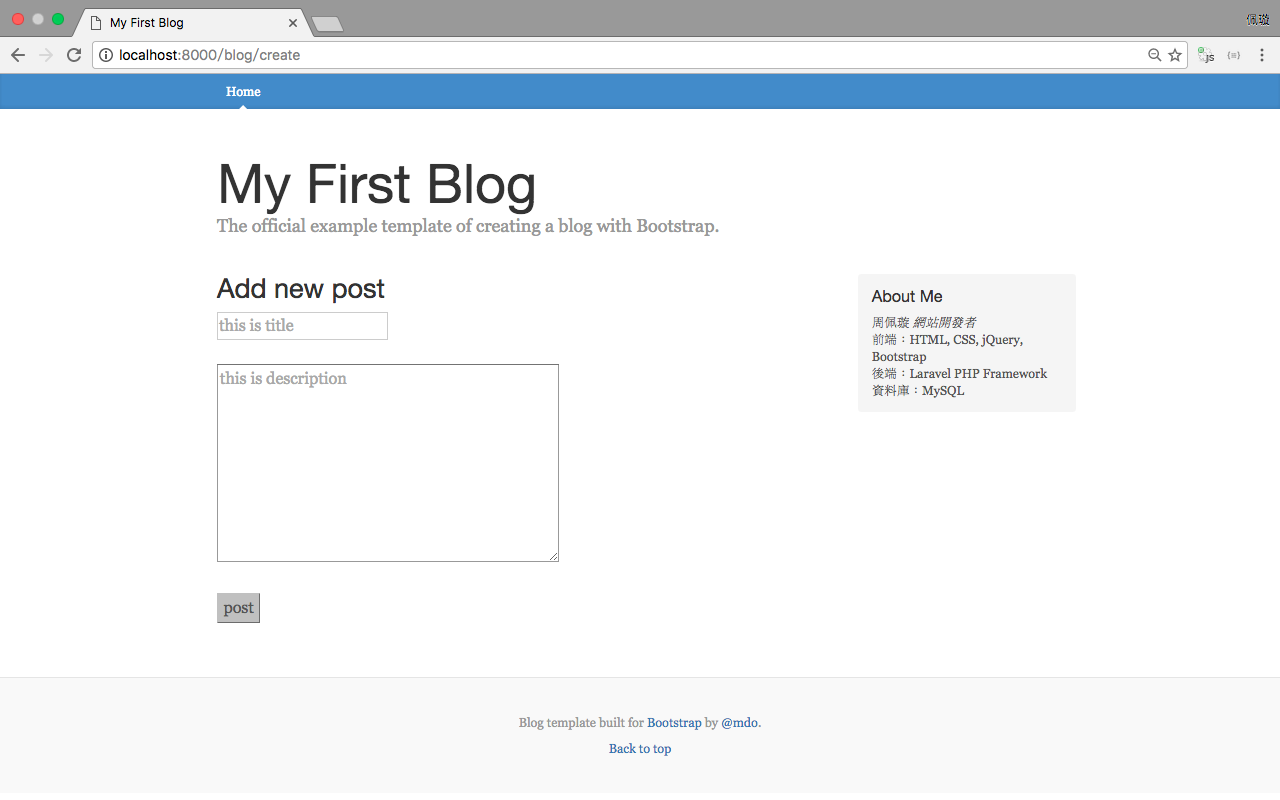 My First Blog
佩璇
localhost:8000/blog/create
JS
Home
My First Blog
The official example template of creating a blog with Bootstrap.
Add new post
this is title
this is description
post
About Me
周佩璇 網站開發者
前端：HTML, CSS, jQuery,
Bootstrap
後端：Laravel PHP Framework
資料庫：MySQL
Blog template built for Bootstrap by @mdo.
Back to top